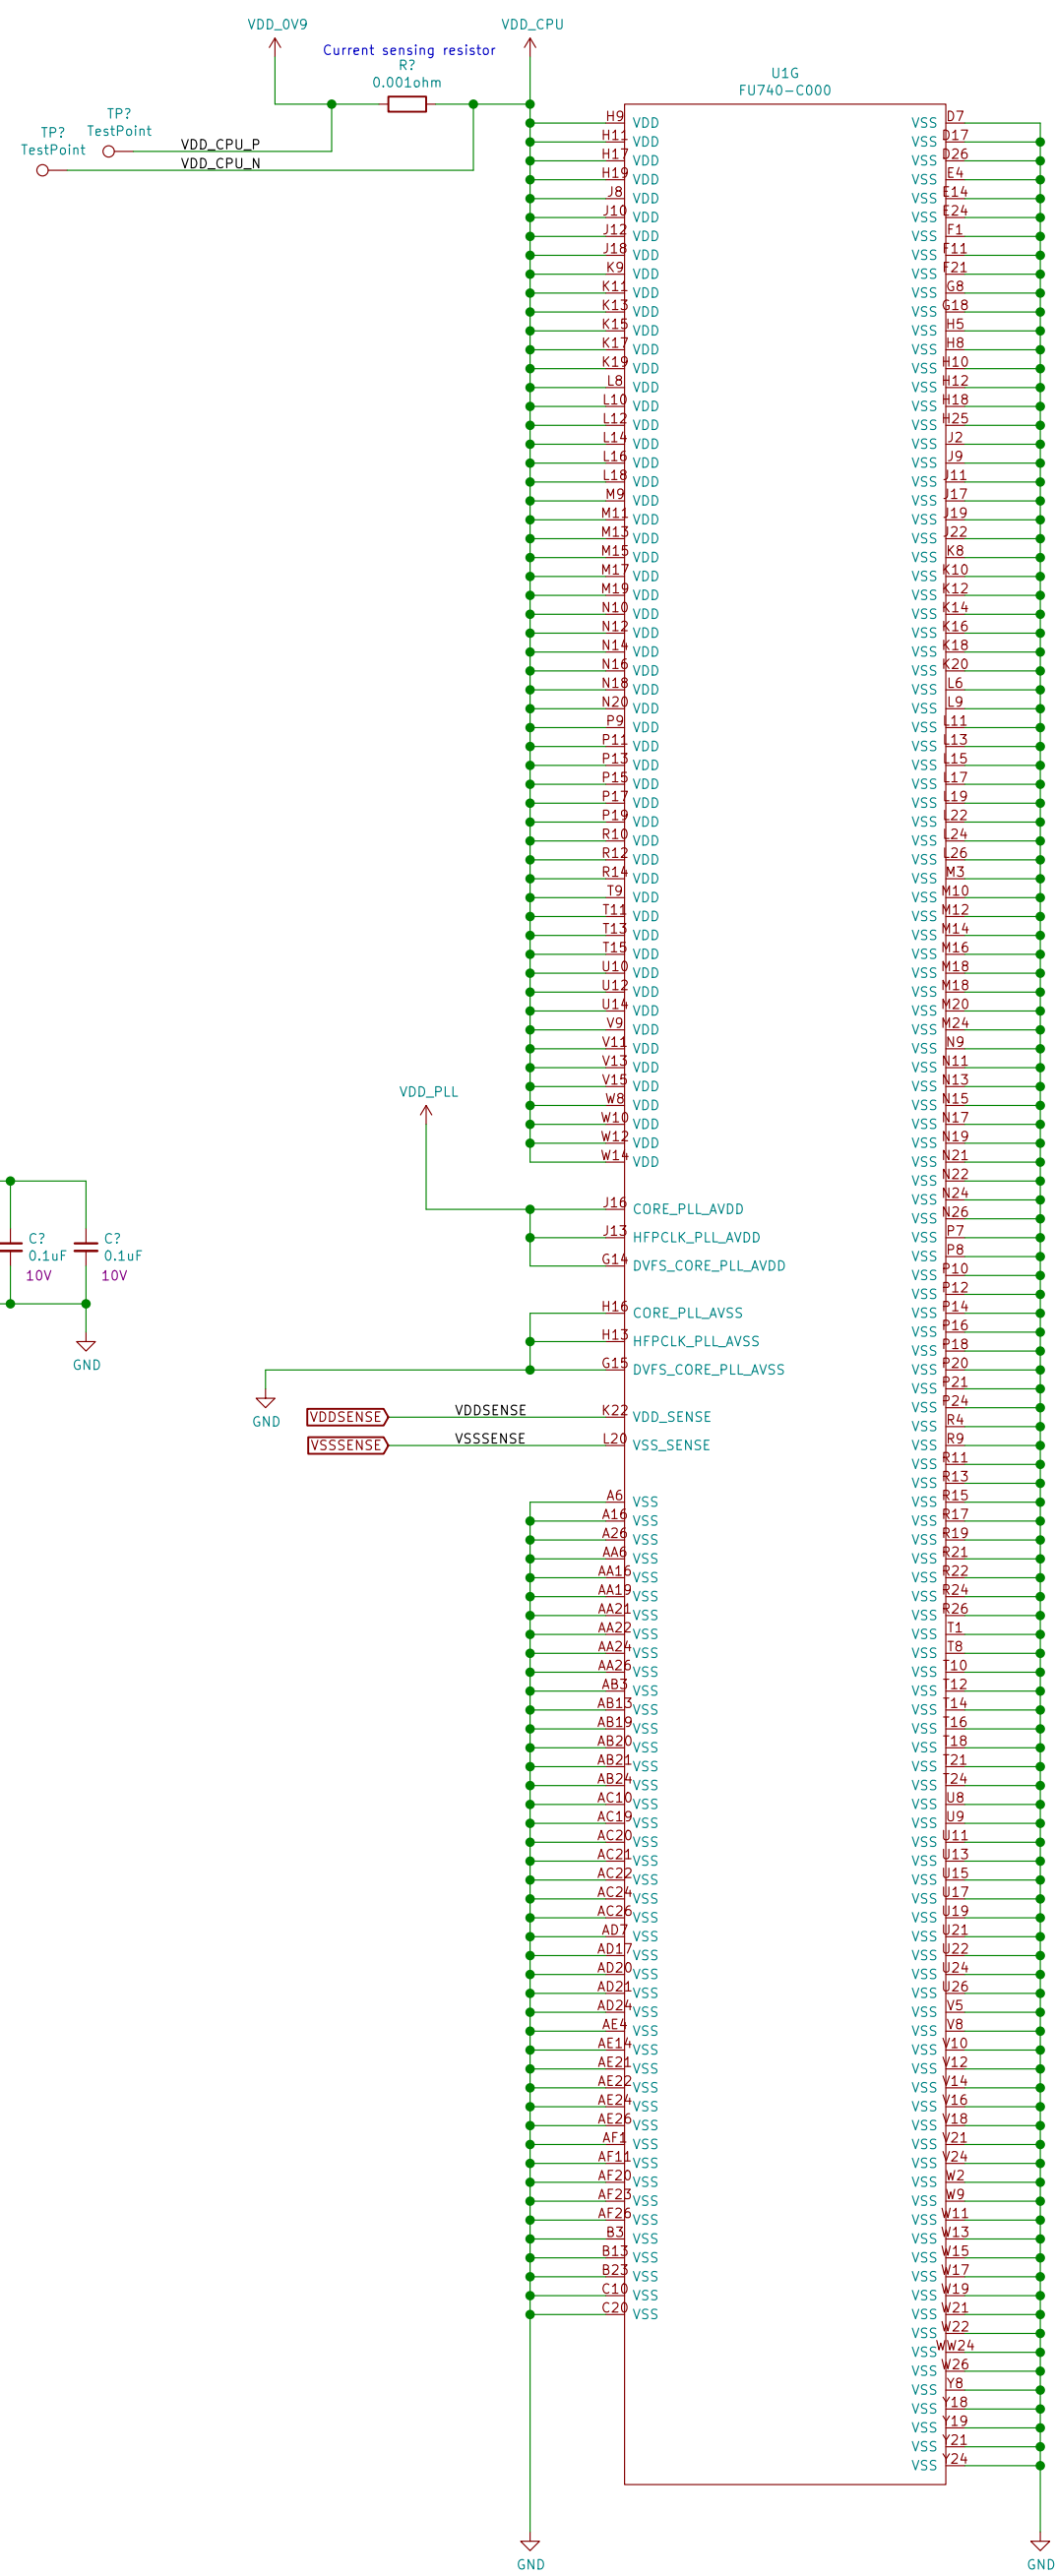 VDD_0V9
VDD_CPU
Current sensing resistor
R?
0.001ohm
TP?
TestPoint
TP?
TestPoint
VDD_CPU_P
VDD_CPU_N
U1G
FU740-C000
H9 VDD
H11 VDD
H17 VDD
H19 VDD
J8 VDD
J10 VDD
J12 VDD
J18 VDD
K9 VDD
K11 VDD
K13 VDD
K15 VDD
K17 VDD
K19 VDD
L8 VDD
L10 VDD
L12 VDD
L14 VDD
L16 VDD
L18 VDD
M9 VDD
M11 VDD
M13 VDD
M15 VDD
M17 VDD
M19 VDD
N10 VDD
N12 VDD
N14 VDD
N16 VDD
N18 VDD
N20 VDD
P9 VDD
P11 VDD
P13 VDD
P15 VDD
P17 VDD
P19 VDD
R10 VDD
R12 VDD
R14 VDD
T9 VDD
T11 VDD
T13 VDD
T15 VDD
U10 VDD
U12 VDD
U14 VDD
V9 VDD
V11 VDD
V13 VDD
V15 VDD
W8 VDD
W10 VDD
W12 VDD
W14 VDD
VDD_PLL
J16 CORE_PLL_AVDD
J13 HFPCLK_PLL_AVDD
G14 DVFS_CORE_PLL_AVDD
H16 CORE_PLL_AVSS
H13 HFPCLK_PLL_AVSS
G15 DVFS_CORE_PLL_AVSS
GND
VDDSENSE VDDSENSE K22 VDD_SENSE
VSSSENSE VSSSENSE L20 VSS_SENSE
C?
0.1uF
10V
C?
0.1uF
10V
GND
A6 VSS
A16 VSS
A26 VSS
AA6 VSS
AA16 VSS
AA19 VSS
AA21 VSS
AA22 VSS
AA24 VSS
AA26 VSS
AB3 VSS
AB13 VSS
AB19 VSS
AB20 VSS
AB21 VSS
AB24 VSS
AC10 VSS
AC19 VSS
AC20 VSS
AC21 VSS
AC22 VSS
AC24 VSS
AC26 VSS
AD7 VSS
AD17 VSS
AD20 VSS
AD21 VSS
AD24 VSS
AE4 VSS
AE14 VSS
AE21 VSS
AE22 VSS
AE24 VSS
AE26 VSS
AF1 VSS
AF11 VSS
AF20 VSS
AF23 VSS
AF26 VSS
B3 VSS
B13 VSS
B23 VSS
C10 VSS
C20 VSS
GND
VSS D7
VSS D17
VSS D26
VSS E4
VSS E14
VSS E24
VSS F1
VSS F11
VSS F21
VSS G8
VSS G18
VSS H5
VSS H8
VSS H10
VSS H12
VSS H18
VSS H25
VSS J2
VSS J9
VSS J11
VSS J17
VSS J19
VSS J22
VSS K8
VSS K10
VSS K12
VSS K14
VSS K16
VSS K18
VSS K20
VSS L6
VSS L9
VSS L11
VSS L13
VSS L15
VSS L17
VSS L19
VSS L22
VSS L24
VSS L26
VSS M3
VSS M10
VSS M12
VSS M14
VSS M16
VSS M18
VSS M18
VSS M20
VSS M24
VSS N9
VSS N11
VSS N13
VSS N15
VSS N17
VSS N19
VSS N21
VSS N22
VSS N24
VSS N26
VSS P7
VSS P8
VSS P10
VSS P12
VSS P14
VSS P16
VSS P18
VSS P20
VSS P21
VSS P24
VSS R4
VSS R9
VSS R11
VSS R13
VSS R15
VSS R17
VSS R19
VSS R21
VSS R22
VSS R24
VSS R26
VSS T1
VSS T8
VSS T10
VSS T12
VSS T14
VSS T16
VSS T18
VSS T21
VSS T24
VSS U8
VSS U9
VSS U11
VSS U13
VSS U15
VSS U17
VSS U19
VSS U21
VSS U22
VSS U24
VSS U26
VSS V5
VSS V8
VSS V10
VSS V12
VSS V14
VSS V16
VSS V18
VSS V21
VSS V24
VSS W2
VSS W9
VSS W11
VSS W13
VSS W15
VSS W17
VSS W19
VSS W21
VSS W22
VSS WW24
VSS W26
VSS Y8
VSS Y18
VSS Y19
VSS Y21
VSS Y24
GND